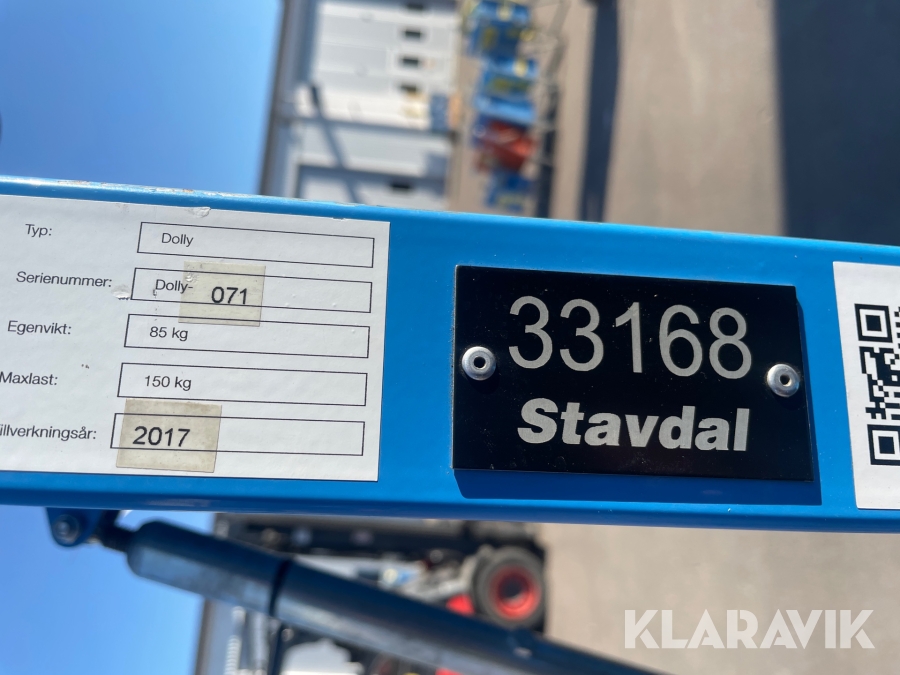 Typ: Dolly
Serienummer: Dolly- 071
Egenvikt: 85 kg
Maxlast: 150 kg
illverkningsår: 2017
33168
Stavdal
KLARAVIK